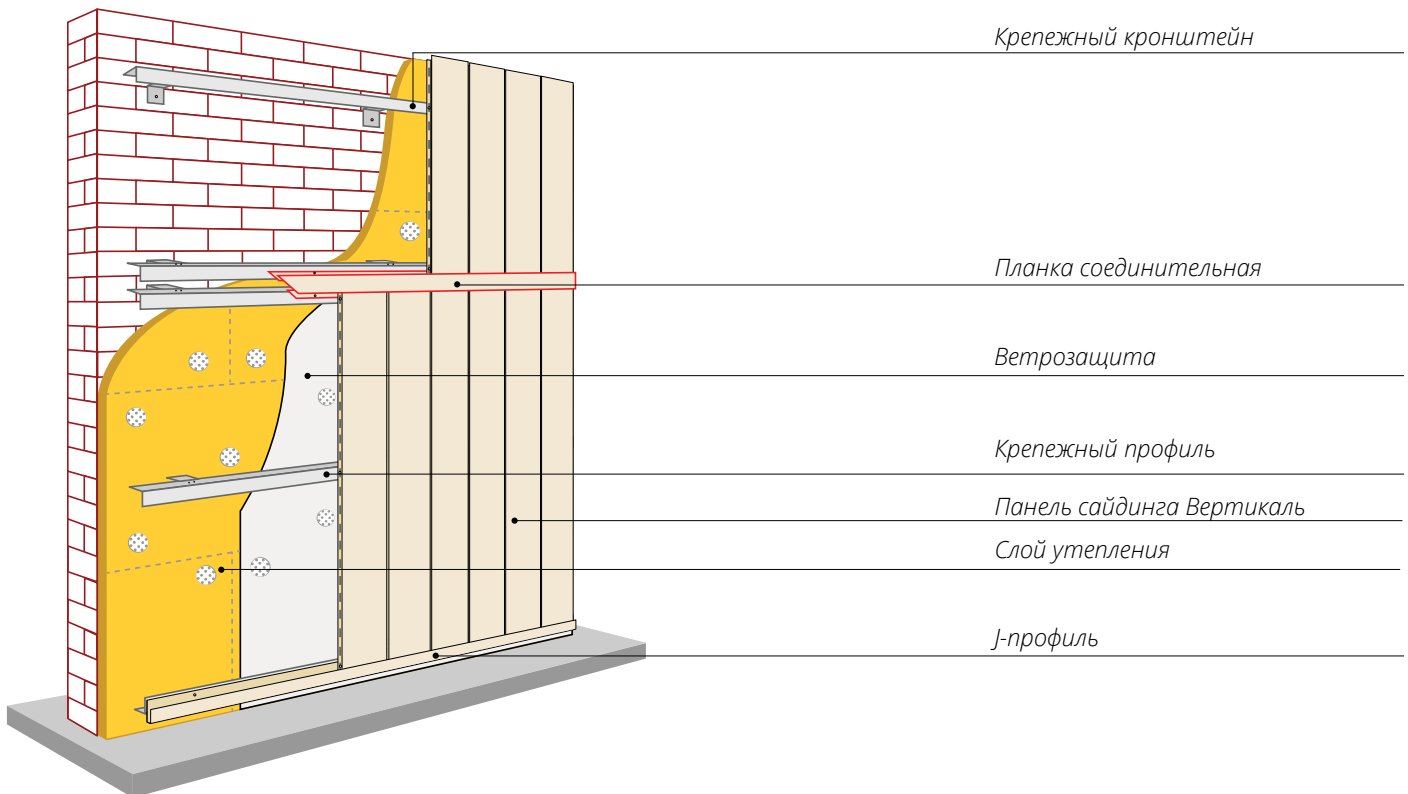 Крепежный кронштейн
Планка соединительная
Ветрозащита
Крепежный профиль
Панель сайдинга Вертикаль
Слой утепления
J-профиль